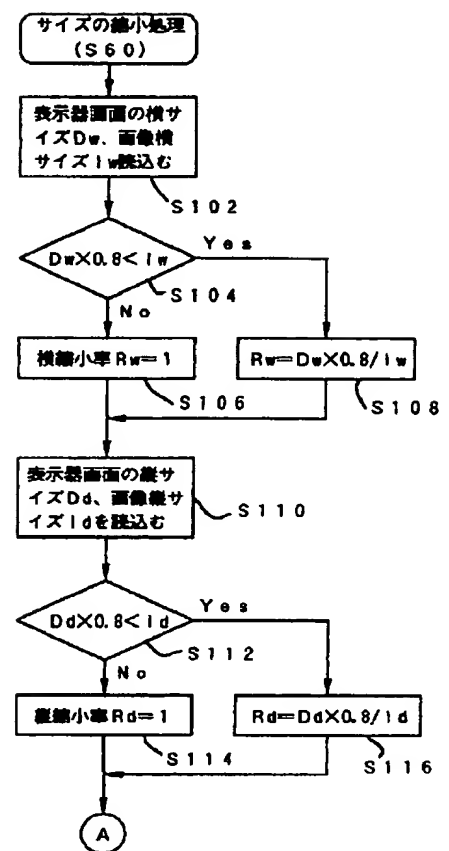 サイズの縮小処理
(S60)
表示器画面の横サ
イズDw、画像横
サイズIw読込む
S102
Dw×0.8<Iw
Yes
S104
No
横縮小率Rw=1
Rw=Dw×0.8/Iw
S106
S108
表示器画面の縦サ
イズDd、画像縦サ
イズIdを読込む
S110
Dd×0.8<Id
Yes
S112
No
縦縮小率Rd=1
Rd=Dd×0.8/Id
S114
S116
A